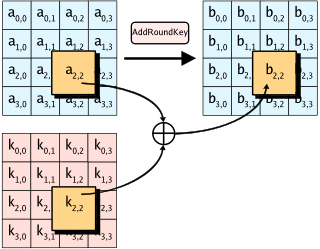 a0,0 a0,1 a0,2 a0,3
a1,0 a1,1 a1,2 a1,3
a2,0 a2, a2,2 2,3
a3,0 a3,1 a3,2 a3,3
AddRoundKey
b0,0 b0,1 b0,2 b0,3
b1,0 b1,1 b1,2 b1,3
b2,0 b2, b2,2 2,3
b3,0 b3,1 b3,2 b3,3
k0,0 k0,1 k0,2 k0,3
k1,0 k1,1 k1,2 k1,3
k2,0 k2, k2,2 2,3
k3,0 k3,1 k3,2 k3,3